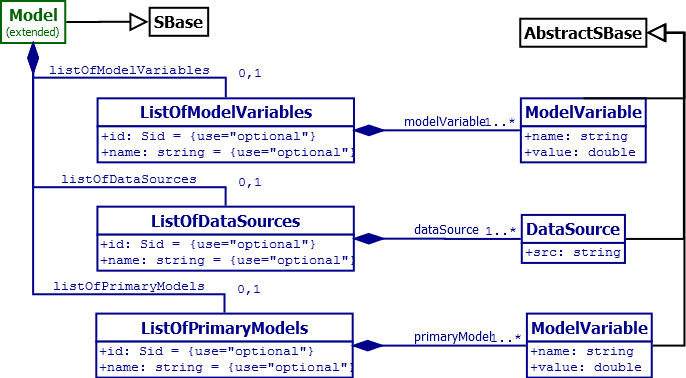 Model
(extended)
SBase
AbstractSBase
listOfModelVariables
0,1
ListOfModelVariables
+id: Sid = {use="optional"}
+name: string = {use="optional"}
modelVariable
1..*
ModelVariable
+name: string
+value: double
listOfDataSources
0,1
ListOfDataSources
+id: Sid = {use="optional"}
+name: string = {use="optional"}
dataSource
1..*
DataSource
+src: string
listOfPrimaryModels
0,1
ListOfPrimaryModels
+id: Sid = {use="optional"}
+name: string = {use="optional"}
primaryModel
1..*
ModelVariable
+name: string
+value: double